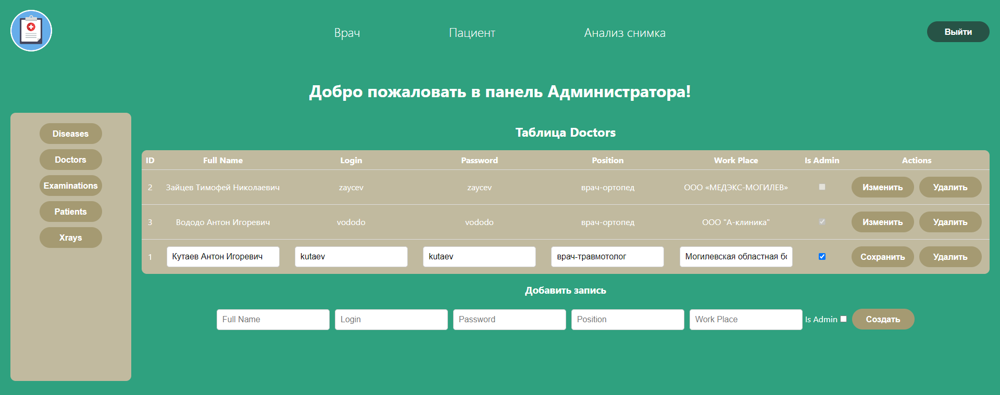 Врач Пациент Анализ снимка Выйти
Добро пожаловать в панель Администратора!
Diseases
Doctors
Examinations
Patients
Xrays
Таблица Doctors
ID Full Name Login Password Position Work Place Is Admin Actions
2 Зайцев Тимофей Николаевич zaycev zaycev врач-ортопед ООО «МЕДЭКС-МОГИЛЕВ» Изменить Удалить
3 Вододо Антон Игоревич vododo vododo врач-ортопед ООО "А-клиника" Изменить Удалить
1 Кутаев Антон Игоревич kutaev kutaev врач-травмотолог Могилевская областная бо Сохранить Удалить
Добавить запись
Full Name Login Password Position Work Place Is Admin Создать